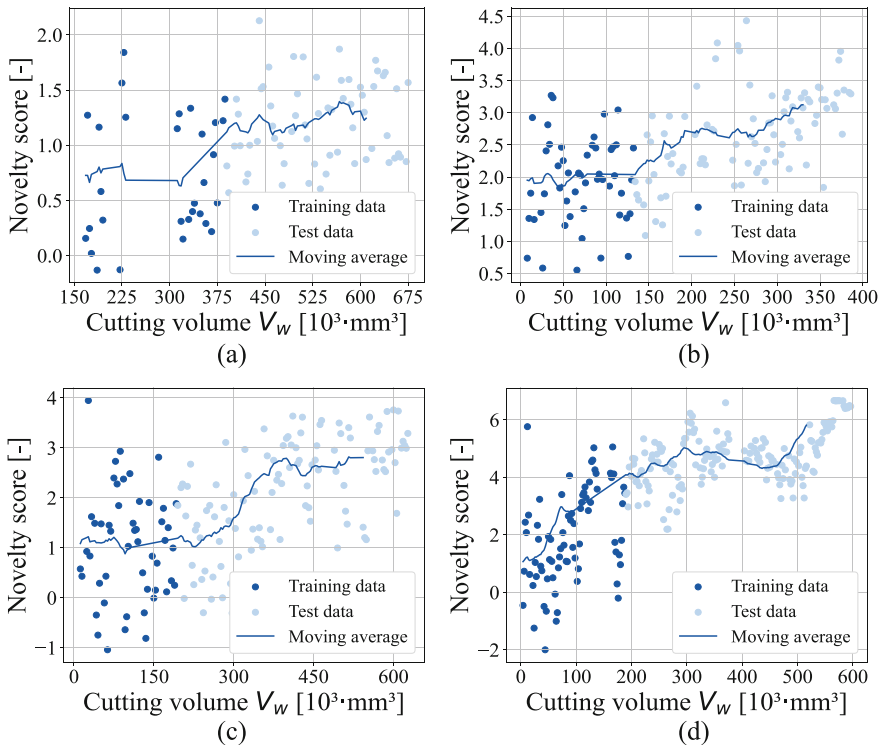 Novelty score [-]
2.0
1.5
1.0
0.5
0.0
Training data
Test data
Moving average
150 225 300 375 450 525 600 675
Cutting volume V_w [10³·mm³]
(a)
Novelty score [-]
4.5
4.0
3.5
3.0
2.5
2.0
1.5
1.0
0.5
Training data
Test data
Moving average
0 50 100 150 200 250 300 350 400
Cutting volume V_w [10³·mm³]
(b)
Novelty score [-]
4
3
2
1
0
−1
Training data
Test data
Moving average
0 150 300 450 600
Cutting volume V_w [10³·mm³]
(c)
Novelty score [-]
6
4
2
0
−2
Training data
Test data
Moving average
0 100 200 300 400 500 600
Cutting volume V_w [10³·mm³]
(d)